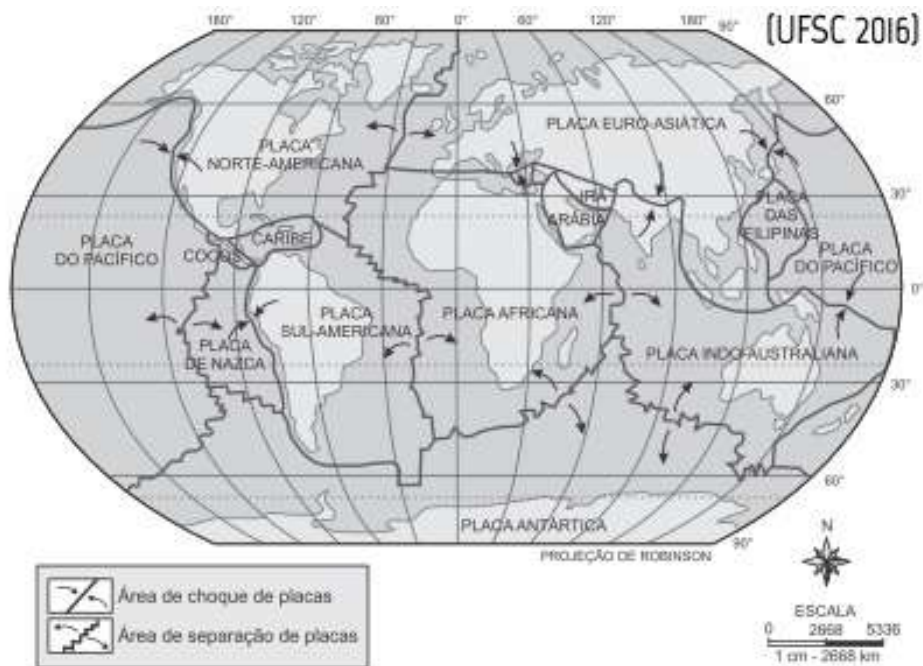 180° 120° 60° 0° 60° 120° 180°
90°
(UFSC 2016)
60°
PLACA EURO-ASIÁTICA
PLACA
NORTE-AMERICANA
30°
IRÃ
ARÁBIA
PLACA
DAS
FILIPINAS
CARIBE
COCOS
PLACA
DO PACÍFICO
PLACA
DO PACÍFICO
0°
PLACA
SUL-AMERICANA
PLACA AFRICANA
PLACA
DE NAZCA
PLACA INDO-AUSTRALIANA
30°
60°
PLACA ANTÁRTICA
90°
PROJEÇÃO DE ROBINSON
N
Área de choque de placas
Área de separação de placas
ESCALA
0 2668 5336
1 cm - 2668 km